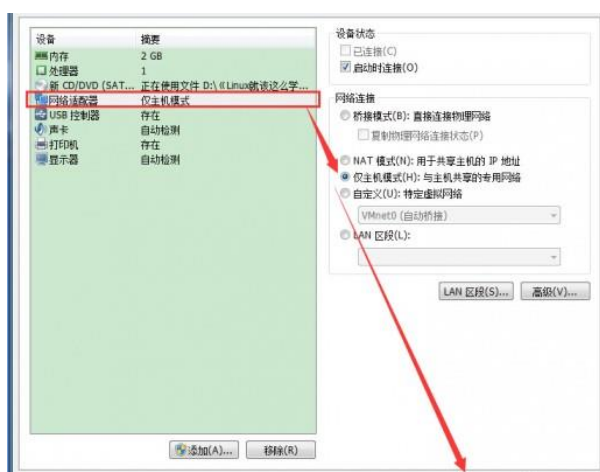 设备 摘要
内存 2 GB
处理器 1
新 CD/DVD (SAT... 正在使用文件 D:\《Linux就该这么学...
网络适配器 仅主机模式
USB 控制器 存在
声卡 自动检测
打印机 存在
显示器 自动检测
添加(A)... 移除(R)
设备状态
已连接(C)
启动时连接(O)
网络连接
桥接模式(B): 直接连接物理网络
复制物理网络连接状态(P)
NAT 模式(N): 用于共享主机的 IP 地址
仅主机模式(H): 与主机共享的专用网络
自定义(U): 特定虚拟网络
VMnet0 (自动桥接)
LAN 区段(L):
LAN 区段(S)... 高级(V)...